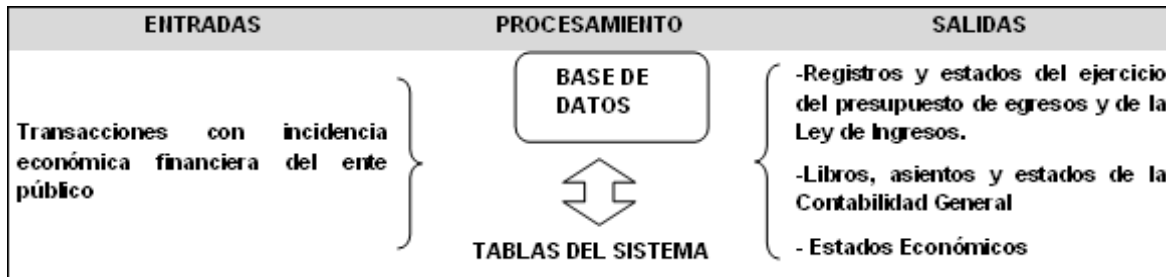 ENTRADAS PROCESAMIENTO SALIDAS
Transacciones con incidencia
económica financiera del ente
público
BASE DE
DATOS
TABLAS DEL SISTEMA
-Registros y estados del ejercicio
del presupuesto de egresos y de la
Ley de Ingresos.
-Libros, asientos y estados de la
Contabilidad General
- Estados Económicos